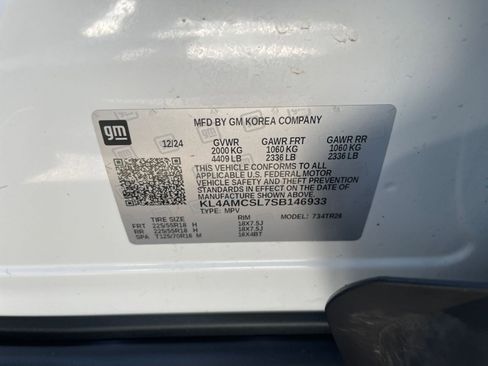 gm
MFD BY GM KOREA COMPANY
12/24 GVWR GAWR FRT GAWR RR
2000 KG 1060 KG 1060 KG
4409 LB 2336 LB 2336 LB
THIS VEHICLE CONFORMS TO ALL
APPLICABLE U.S. FEDERAL MOTOR
VEHICLE SAFETY AND THEFT PREVENTION
STANDARDS IN EFFECT ON THE DATE OF
MANUFACTURE SHOWN ABOVE.
KL4AMCSL7SB146933
TYPE: MPV MODEL: 734TR26
TIRE SIZE RIM
FRT 225/55R18 H 18X7.5J
RR 225/55R18 H 18X7.5J
SPA T125/70R16 M 16X4BT